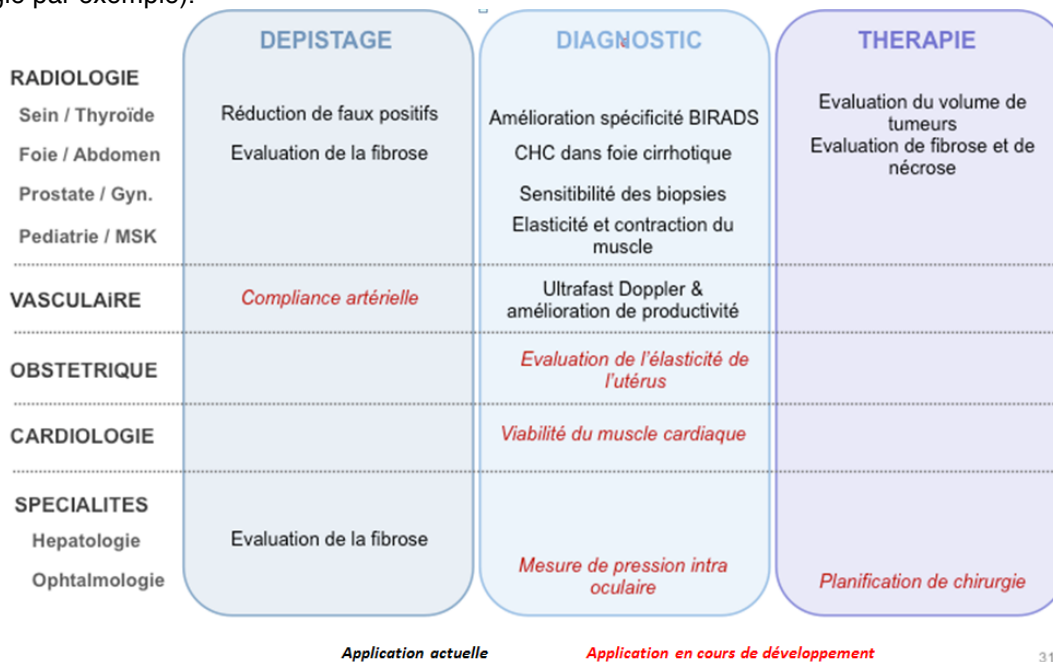 gie par exemple).
DEPISTAGE DIAGNOSTIC THERAPIE
RADIOLOGIE
Sein / Thyroïde Réduction de faux positifs Amélioration spécificité BIRADS Evaluation du volume de
tumeurs
Foie / Abdomen Evaluation de la fibrose CHC dans foie cirrhotique Evaluation de fibrose et de
nécrose
Prostate / Gyn. Sensitibilité des biopsies
Pediatrie / MSK Elasticité et contraction du
muscle
VASCULAiRE Compliance artérielle Ultrafast Doppler &
amélioration de productivité
OBSTETRIQUE Evaluation de l'élasticité de
l'utérus
CARDIOLOGIE Viabilité du muscle cardiaque
SPECIALITES
Hepatologie Evaluation de la fibrose
Ophtalmologie Mesure de pression intra
oculaire Planification de chirurgie
Application actuelle Application en cours de développement
31